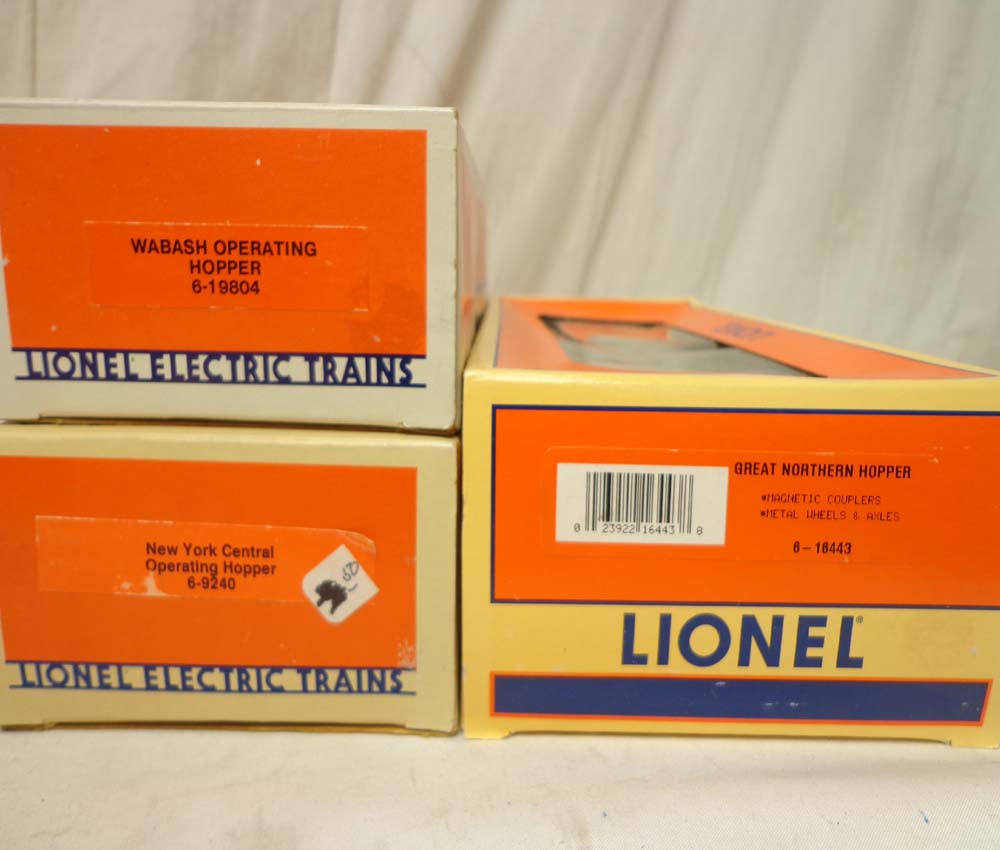 WABASH OPERATING
HOPPER
6-19804
LIONEL ELECTRIC TRAINS
New York Central
Operating Hopper
6-9240
LIONEL ELECTRIC TRAINS
GREAT NORTHERN HOPPER
*MAGNETIC COUPLERS
*METAL WHEELS & AXLES
0 23922 16443 8
6-16443
LIONEL®